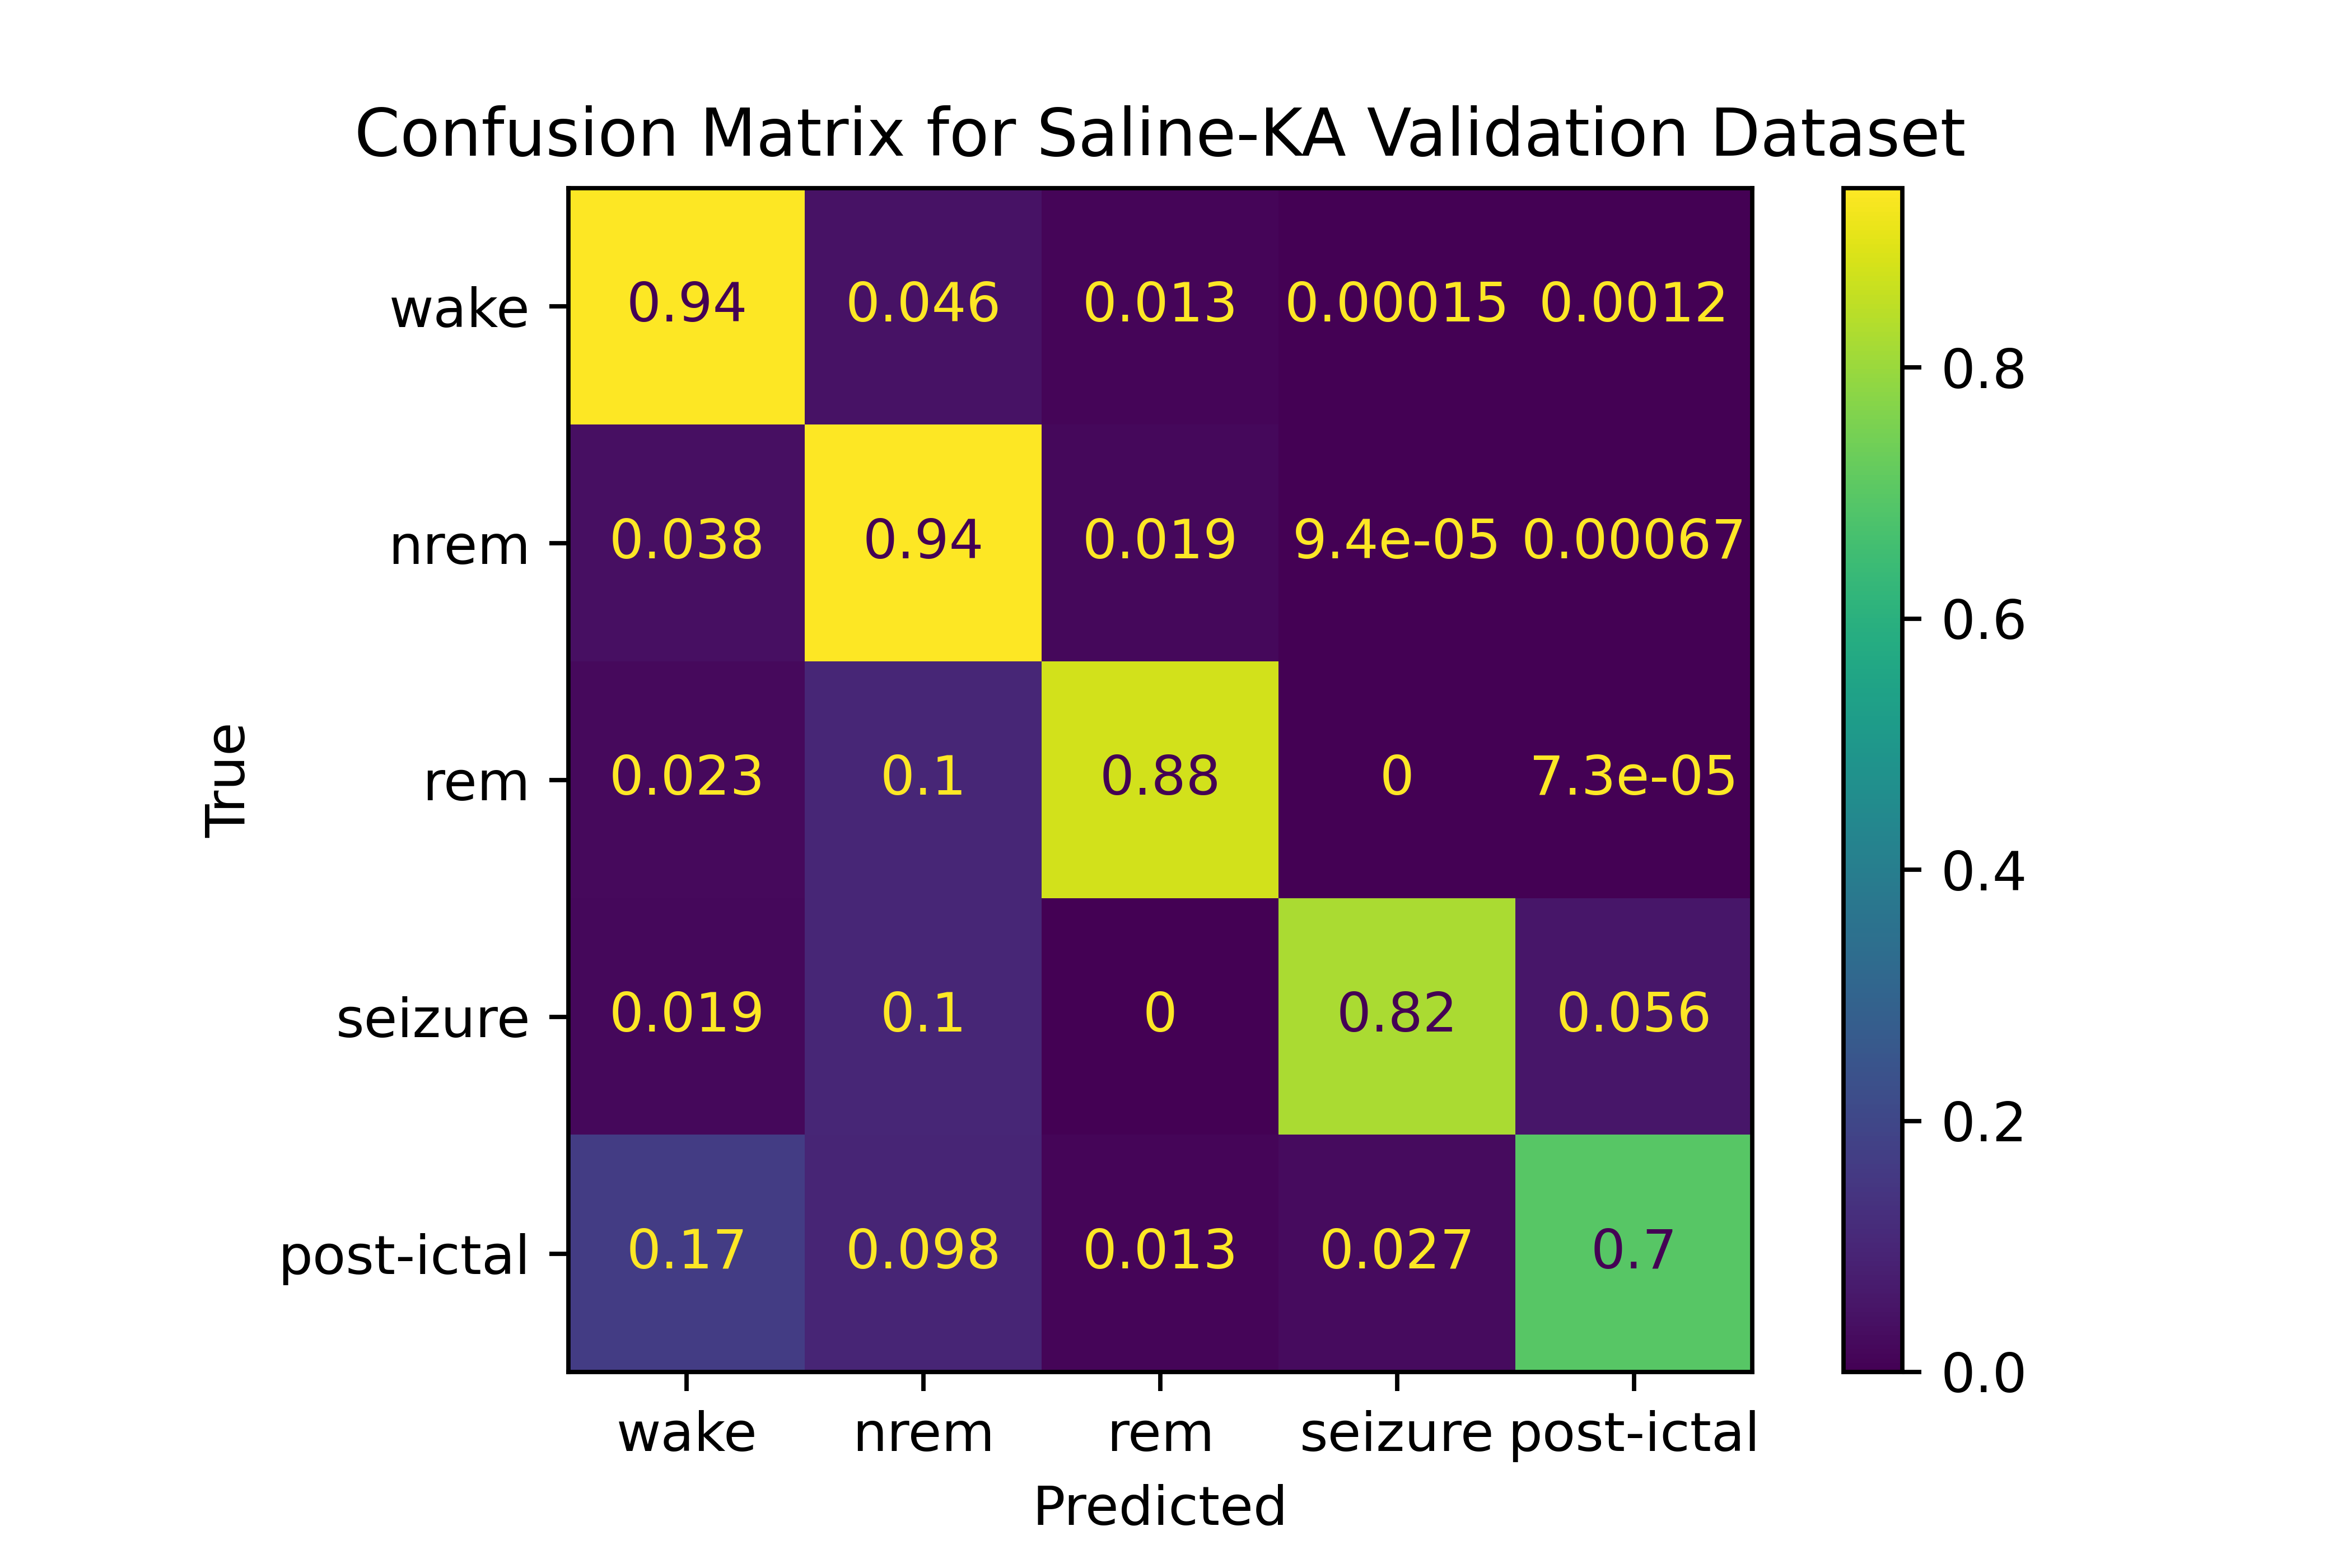 Confusion Matrix for Saline-KA Validation Dataset
wake 0.94 0.046 0.013 0.00015 0.0012
nrem 0.038 0.94 0.019 9.4e-05 0.00067
rem 0.023 0.1 0.88 0 7.3e-05
seizure 0.019 0.1 0 0.82 0.056
post-ictal 0.17 0.098 0.013 0.027 0.7
True
wake nrem rem seizure post-ictal
Predicted
0.8
0.6
0.4
0.2
0.0